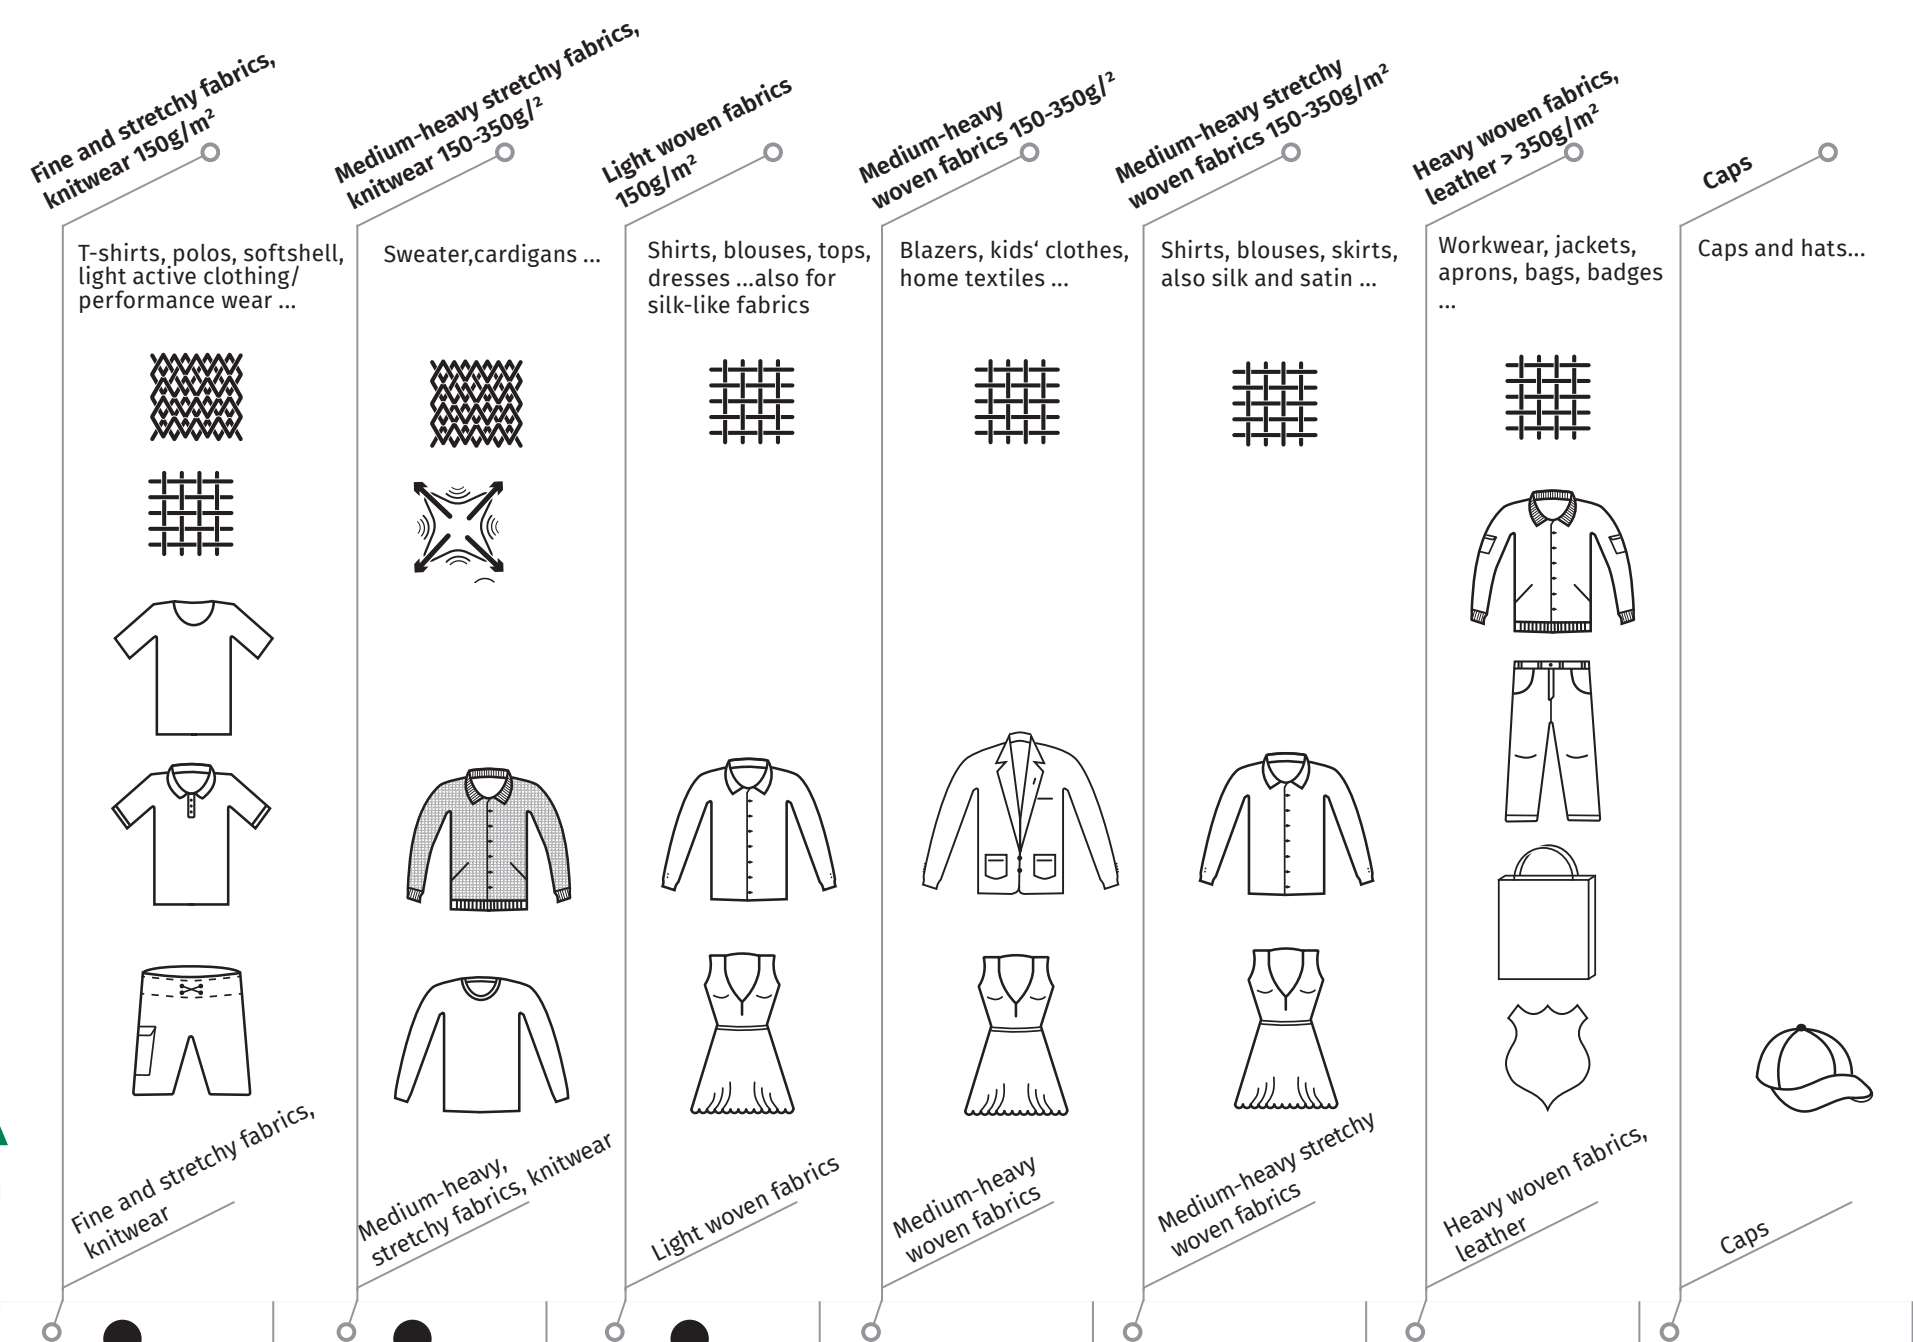 Fine and stretchy fabrics,
knitwear 150g/m²
Medium-heavy stretchy fabrics,
knitwear 150-350g/²
Light woven fabrics
150g/m²
Medium-heavy
woven fabrics 150-350g/²
Medium-heavy stretchy
woven fabrics 150-350g/m²
Heavy woven fabrics,
leather > 350g/m²
Caps
T-shirts, polos, softshell,
light active clothing/
performance wear ...
Sweater,cardigans ...
Shirts, blouses, tops,
dresses ...also for
silk-like fabrics
Blazers, kids‘ clothes,
home textiles ...
Shirts, blouses, skirts,
also silk and satin ...
Workwear, jackets,
aprons, bags, badges
...
Caps and hats...
Fine and stretchy fabrics,
knitwear
Medium-heavy,
stretchy fabrics, knitwear
Light woven fabrics
Medium-heavy
woven fabrics
Medium-heavy stretchy
woven fabrics
Heavy woven fabrics,
leather
Caps